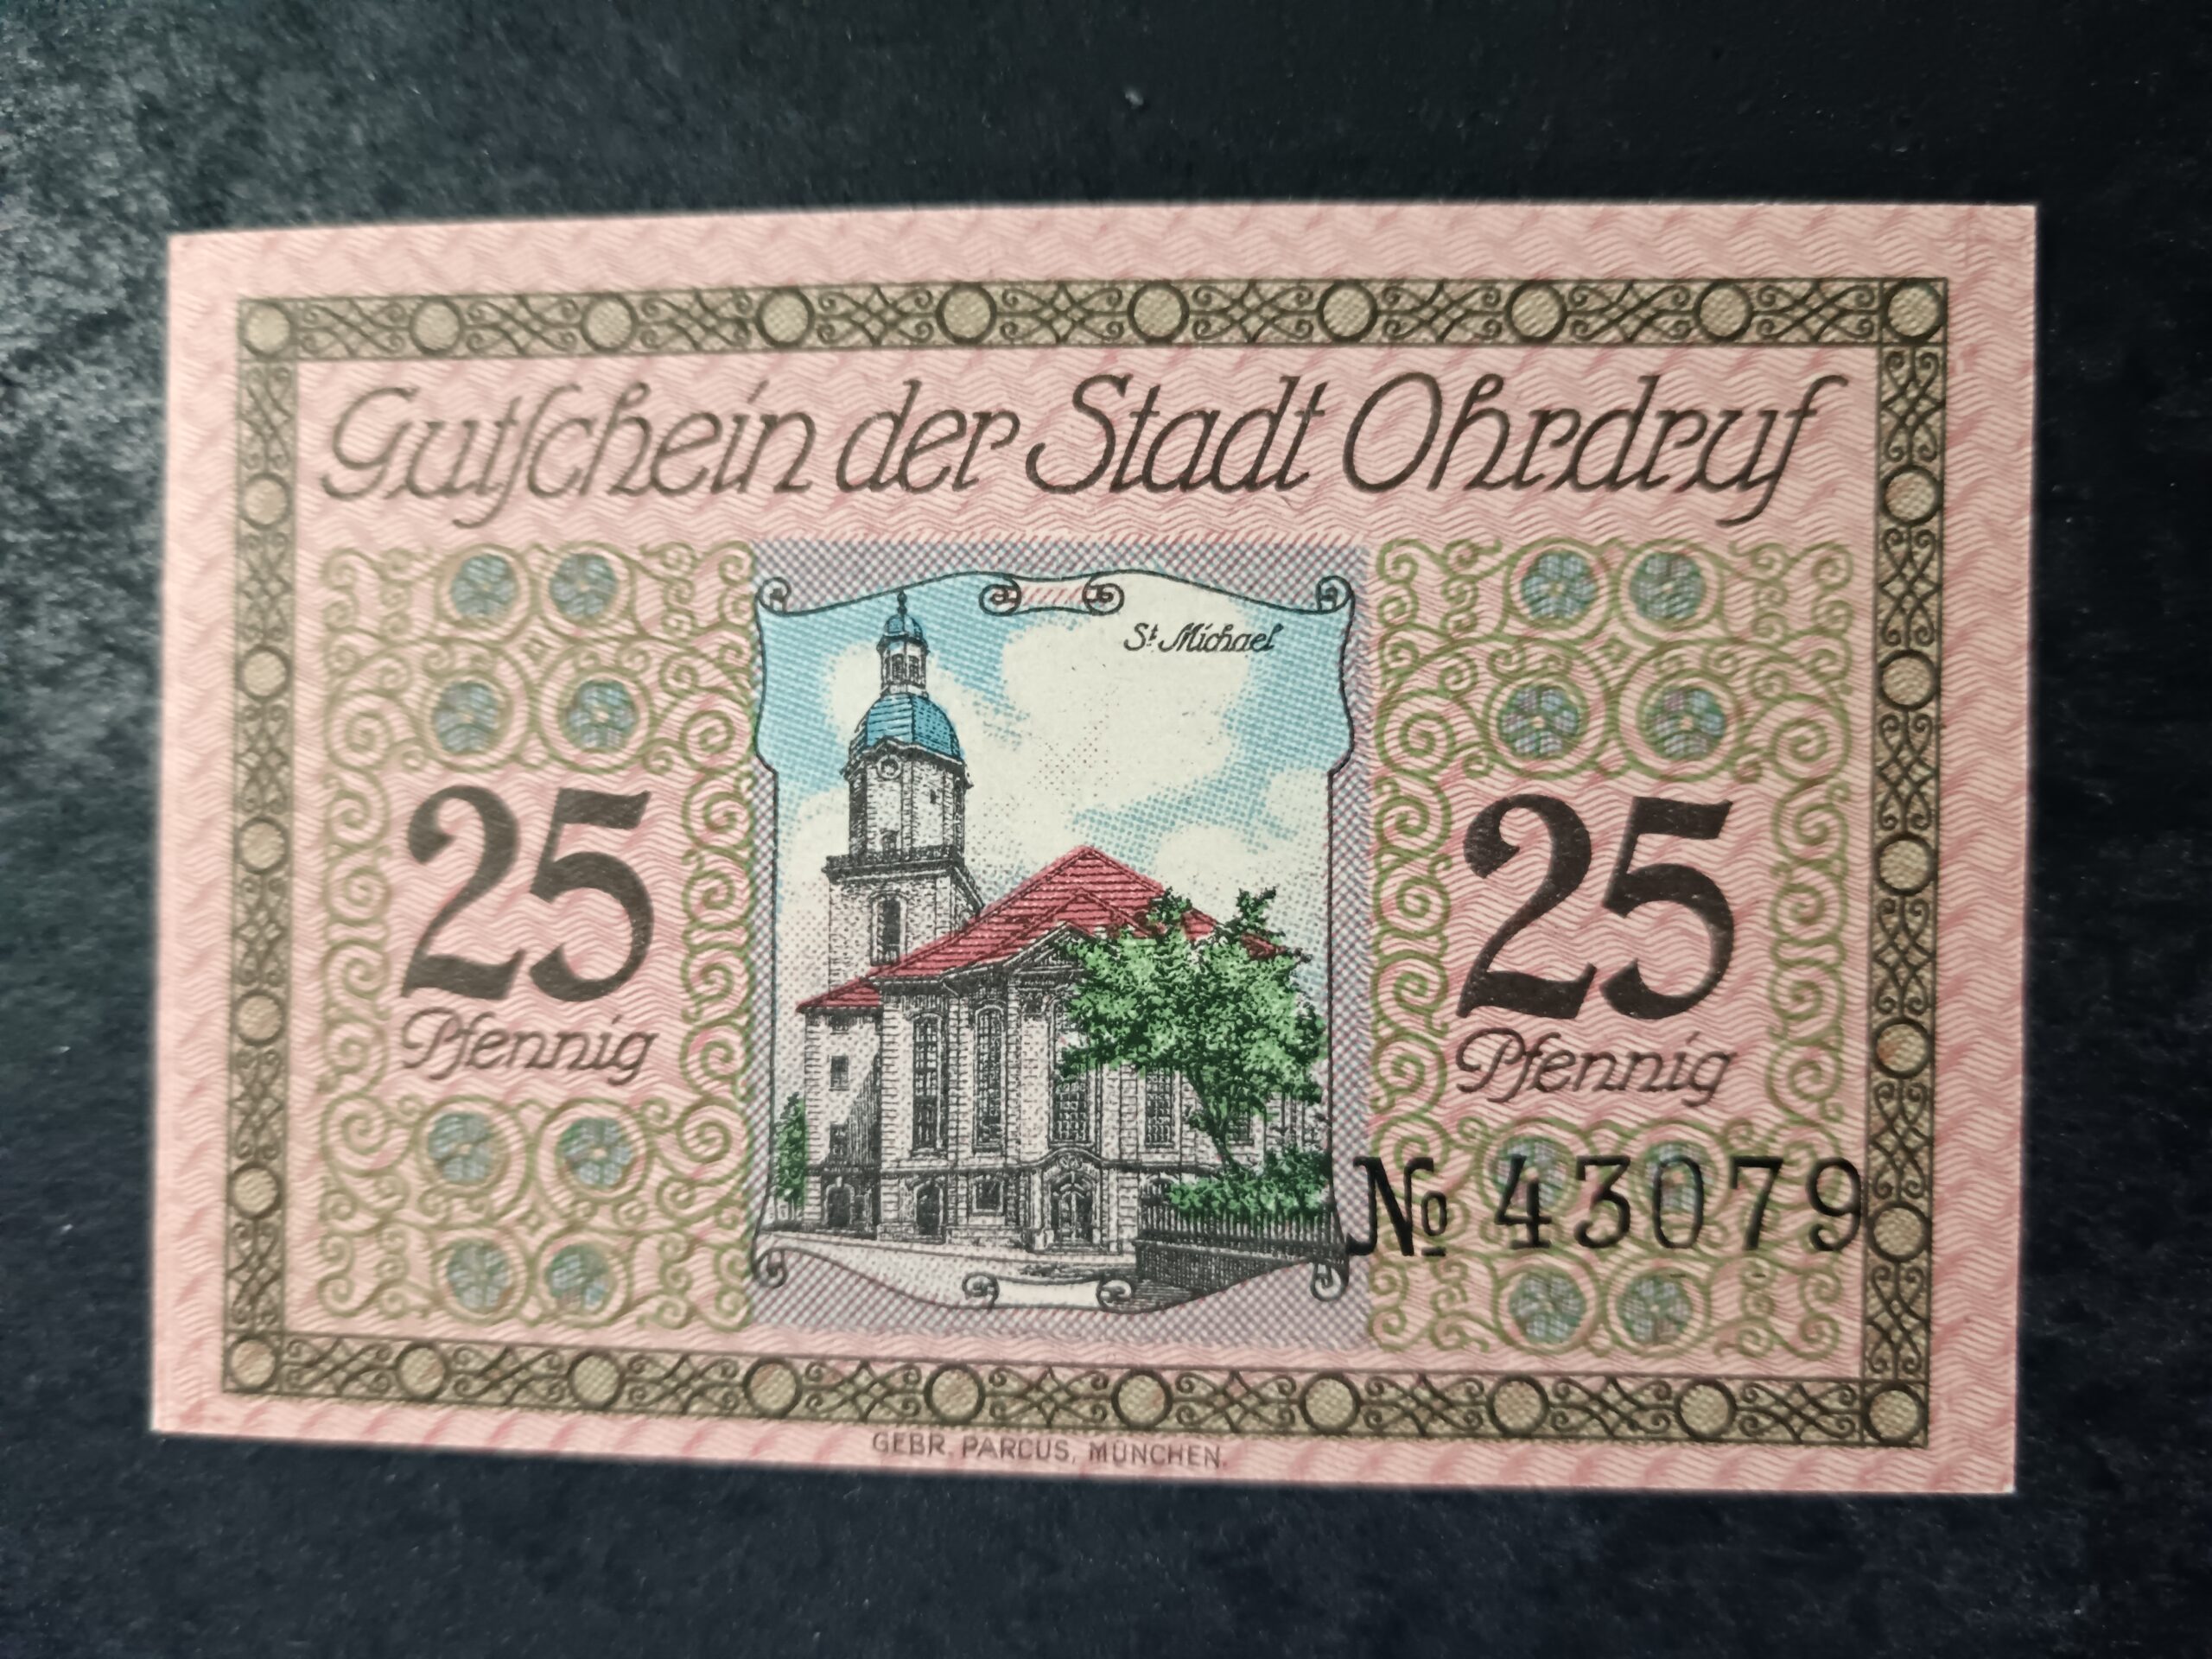 Gutſchein der Stadt Ohrdruf
St. Michael
25
Pfennig
25
Pfennig
No 43079
GEBR. PARCUS, MÜNCHEN.